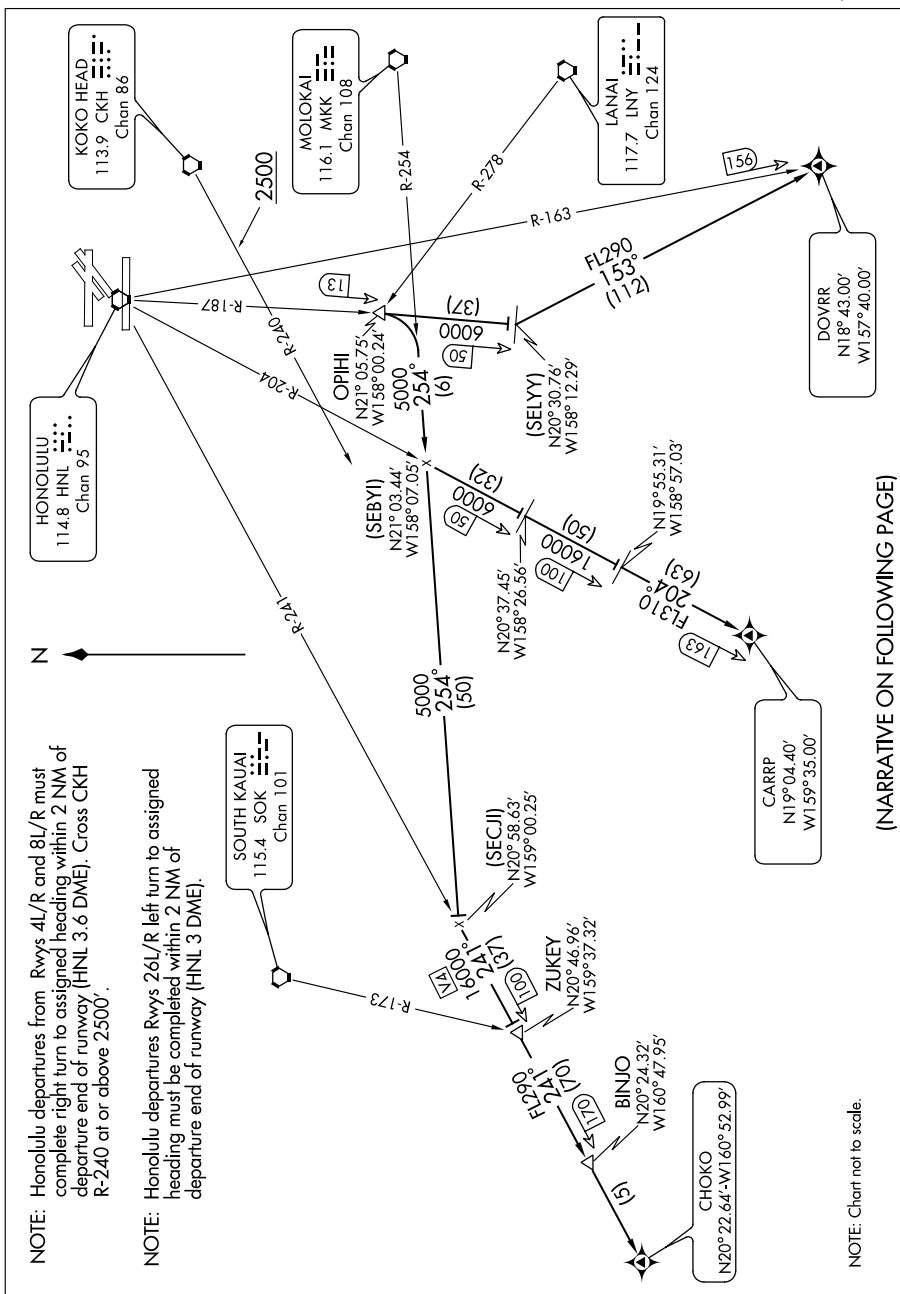 NOTE: Honolulu departures from Rwys 4L/R and 8L/R must
complete right turn to assigned heading within 2 NM of
departure end of runway (HNL 3.6 DME). Cross CKH
R-240 at or above 2500'.
NOTE: Honolulu departures Rwys 26L/R left turn to assigned
heading must be completed within 2 NM of
departure end of runway (HNL 3 DME).
N
HONOLULU
114.8 HNL
Chan 95
KOKO HEAD
113.9 CKH
Chan 86
2500
MOLOKAI
116.1 MKK
Chan 108
LANAI
117.7 LNY
Chan 124
SOUTH KAUAI
115.4 SOK
Chan 101
R-241
R-204
R-240
R-187
R-163
R-254
R-278
R-173
13
OPIHI
N21° 05.75'
W158° 00.24'
5000
254°
(6)
(SEBYI)
N21° 03.44'
W158° 07.05'
5000
254°
(50)
(SECJI)
N20° 58.63'
W159° 00.25'
V4
16000
241°
(37)
100
ZUKEY
N20° 46.96'
W159° 37.32'
FL290
241°
(70)
170
BINJO
N20° 24.32'
W160° 47.95'
(5)
CHOKO
N20° 22.64'-W160° 52.99'
6000
(37)
50
(SELYY)
N20° 30.76'
W158° 12.29'
FL290
153°
(112)
156
DOVRR
N18° 43.00'
W157° 40.00'
6000
(32)
50
N20° 37.45'
W158° 26.56'
16000
(50)
100
N19° 55.31'
W158° 57.03'
FL310
204°
(63)
163
CARRP
N19° 04.40'
W159° 35.00'
NOTE: Chart not to scale.
(NARRATIVE ON FOLLOWING PAGE)